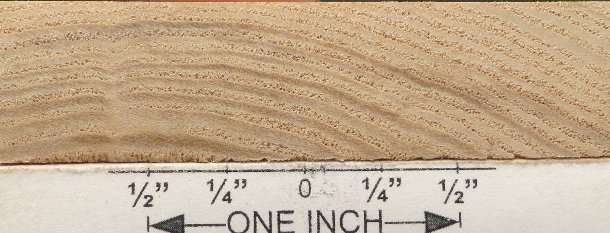 ½” ¼” 0 ¼” ½”
ONE INCH